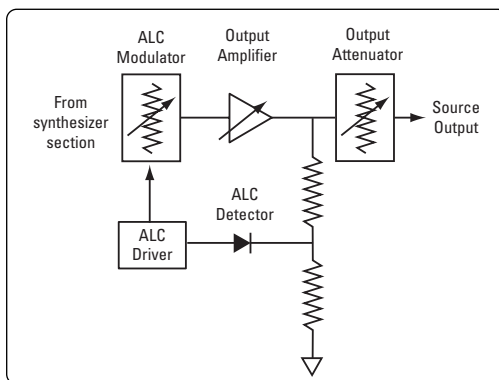 ALC
Modulator
Output
Amplifier
Output
Attenuator
From
synthesizer
section
Source
Output
ALC
Driver
ALC
Detector